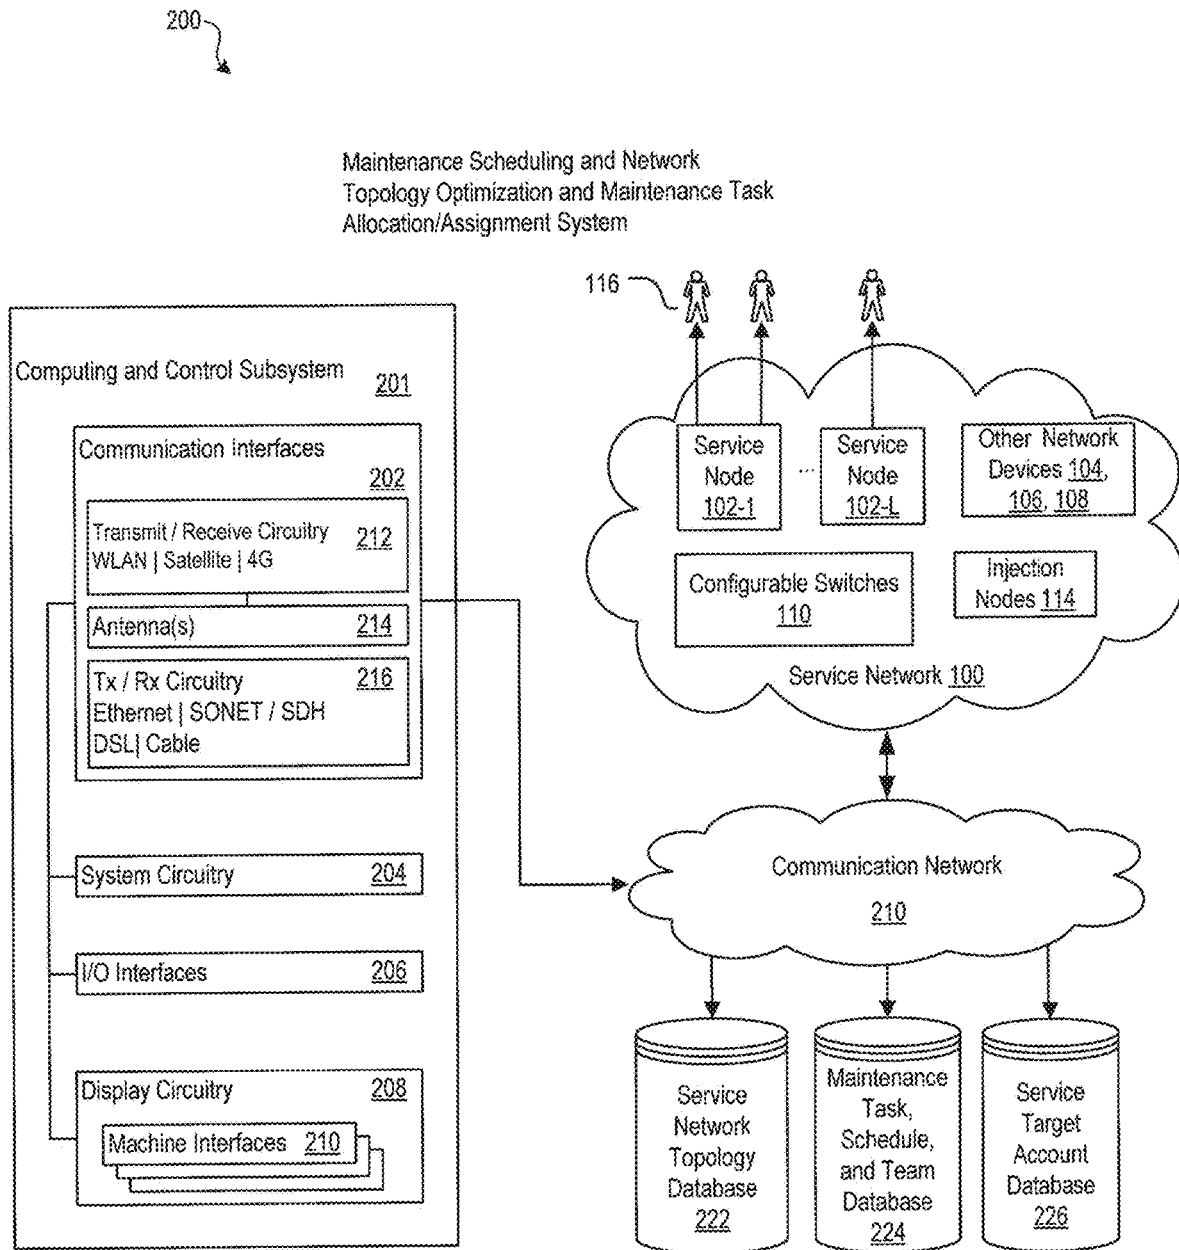 200
Maintenance Scheduling and Network
Topology Optimization and Maintenance Task
Allocation/Assignment System
116
Computing and Control Subsystem 201
Communication Interfaces
202
Transmit / Receive Circuitry 212
WLAN | Satellite | 4G
Antenna(s) 214
Tx / Rx Circuitry 216
Ethernet | SONET / SDH
DSL| Cable
System Circuitry 204
I/O Interfaces 206
Display Circuitry 208
Machine Interfaces 210
Service
Node
102-1
...
Service
Node
102-L
Other Network
Devices 104,
106, 108
Configurable Switches
110
Injection
Nodes 114
Service Network 100
Communication Network
210
Service
Network
Topology
Database
222
Maintenance
Task,
Schedule,
and Team
Database
224
Service
Target
Account
Database
226